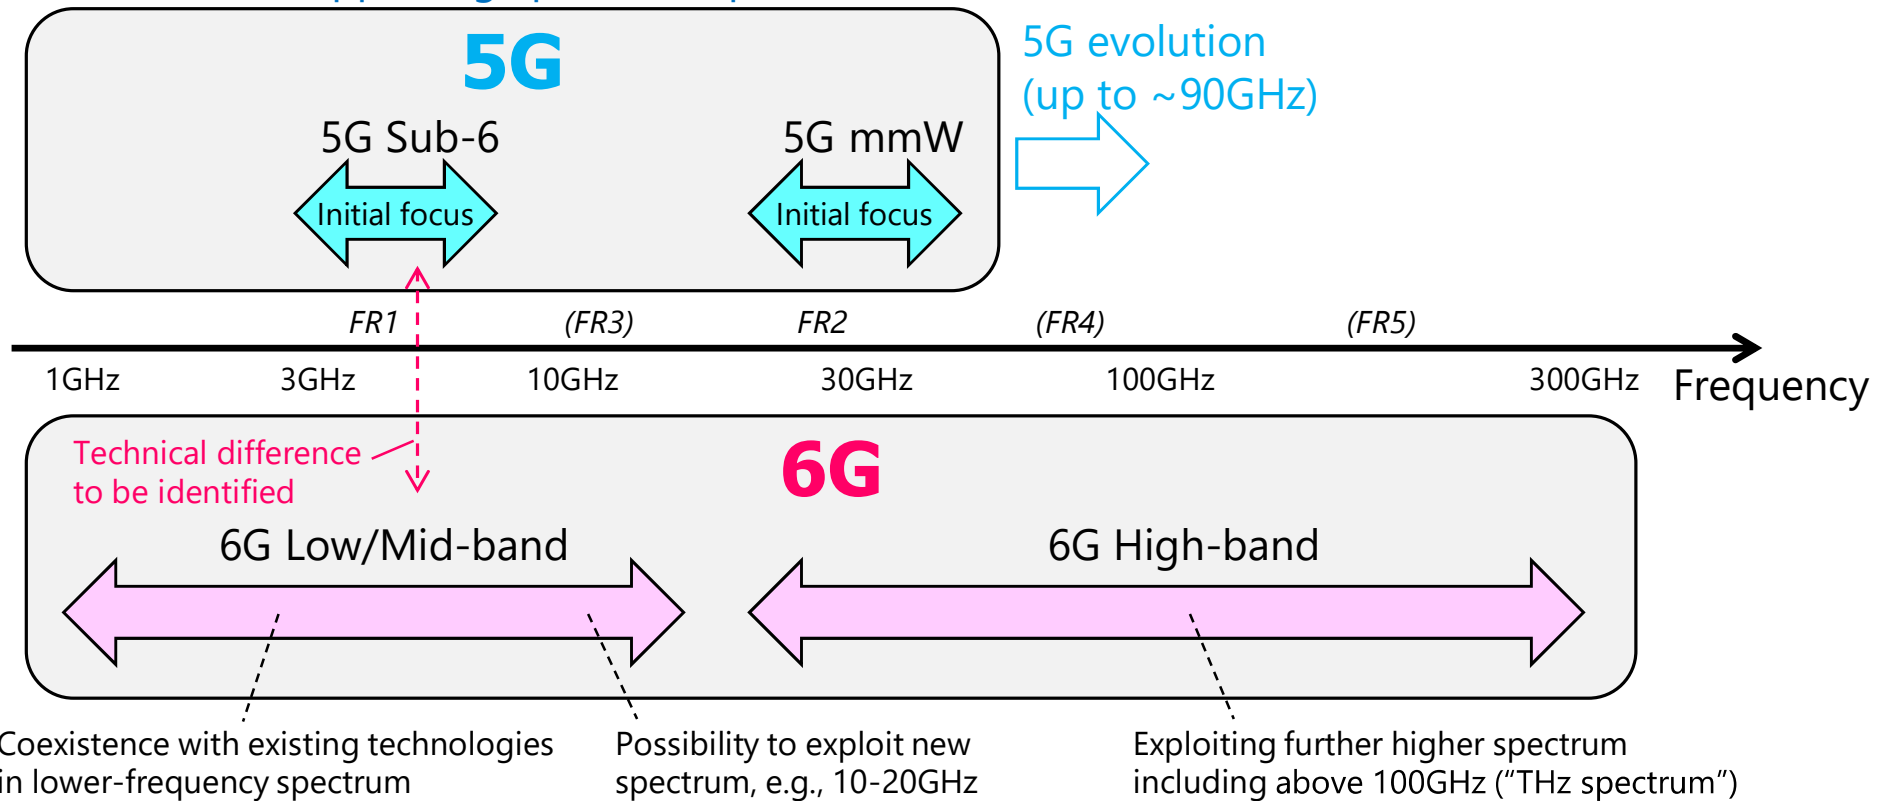 5G
5G evolution
(up to ~90GHz)
5G Sub-6
5G mmW
Initial focus
Initial focus
FR1
(FR3)
FR2
(FR4)
(FR5)
1GHz
3GHz
10GHz
30GHz
100GHz
300GHz
Frequency
Technical difference
to be identified
6G
6G Low/Mid-band
6G High-band
Coexistence with existing technologies
in lower-frequency spectrum
Possibility to exploit new
spectrum, e.g., 10-20GHz
Exploiting further higher spectrum
including above 100GHz (“THz spectrum”)